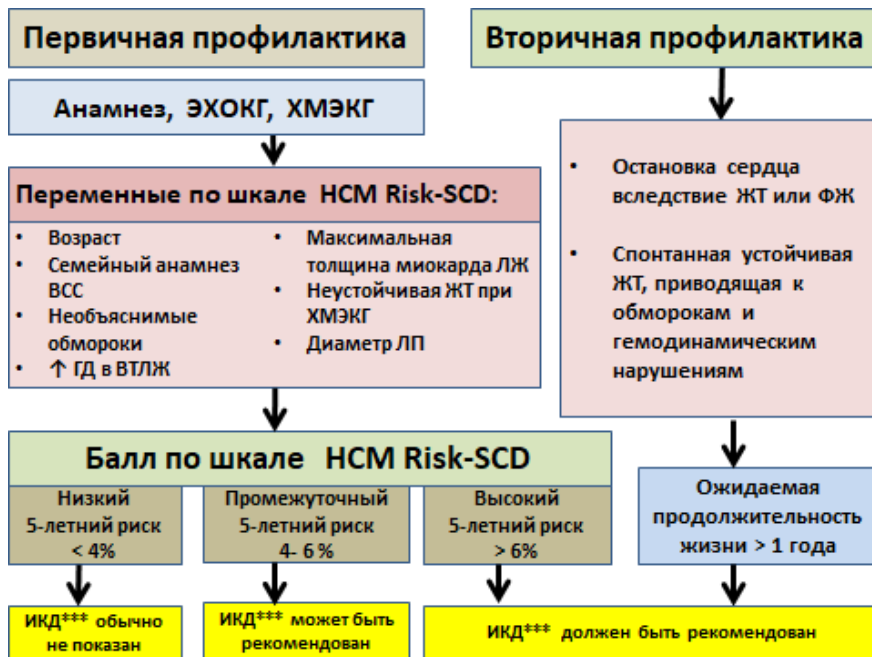 Первичная профилактика
Вторичная профилактика
Анамнез, ЭХОКГ, ХМЭКГ
Переменные по шкале HCM Risk-SCD:
• Возраст
• Семейный анамнез
ВСС
• Необъяснимые
обмороки
• ↑ ГД в ВТЛЖ
• Максимальная
толщина миокарда ЛЖ
• Неустойчивая ЖТ при
ХМЭКГ
• Диаметр ЛП
• Остановка сердца
вследствие ЖТ или ФЖ
• Спонтанная устойчивая
ЖТ, приводящая к
обморокам и
гемодинамическим
нарушениям
Балл по шкале HCM Risk-SCD
Низкий
5-летний риск
< 4%
Промежуточный
5-летний риск
4- 6 %
Высокий
5-летний риск
> 6%
Ожидаемая
продолжительность
жизни > 1 года
ИКД*** обычно
не показан
ИКД*** может быть
рекомендован
ИКД*** должен быть рекомендован